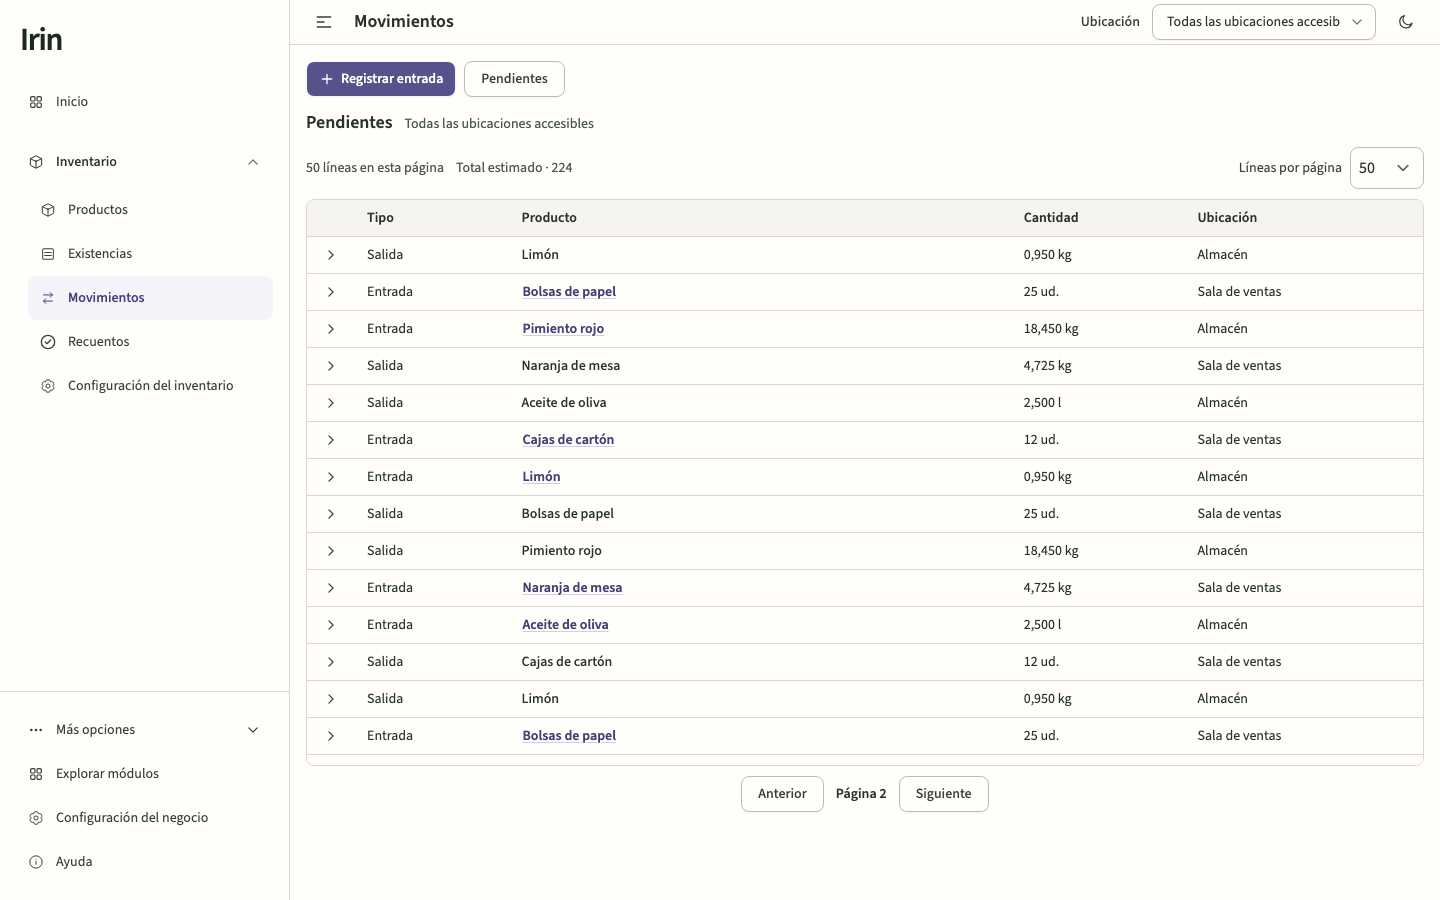 Irin
Inicio
Inventario
Productos
Existencias
Movimientos
Recuentos
Configuración del inventario
Más opciones
Explorar módulos
Configuración del negocio
Ayuda
Movimientos
Ubicación Todas las ubicaciones accesib
Registrar entrada Pendientes
Pendientes Todas las ubicaciones accesibles
50 líneas en esta página Total estimado · 224 Líneas por página 50
Tipo Producto Cantidad Ubicación
Salida Limón 0,950 kg Almacén
Entrada Bolsas de papel 25 ud. Sala de ventas
Entrada Pimiento rojo 18,450 kg Almacén
Salida Naranja de mesa 4,725 kg Sala de ventas
Salida Aceite de oliva 2,500 l Almacén
Entrada Cajas de cartón 12 ud. Sala de ventas
Entrada Limón 0,950 kg Almacén
Salida Bolsas de papel 25 ud. Sala de ventas
Salida Pimiento rojo 18,450 kg Almacén
Entrada Naranja de mesa 4,725 kg Sala de ventas
Entrada Aceite de oliva 2,500 l Almacén
Salida Cajas de cartón 12 ud. Sala de ventas
Salida Limón 0,950 kg Almacén
Entrada Bolsas de papel 25 ud. Sala de ventas
Anterior Página 2 Siguiente